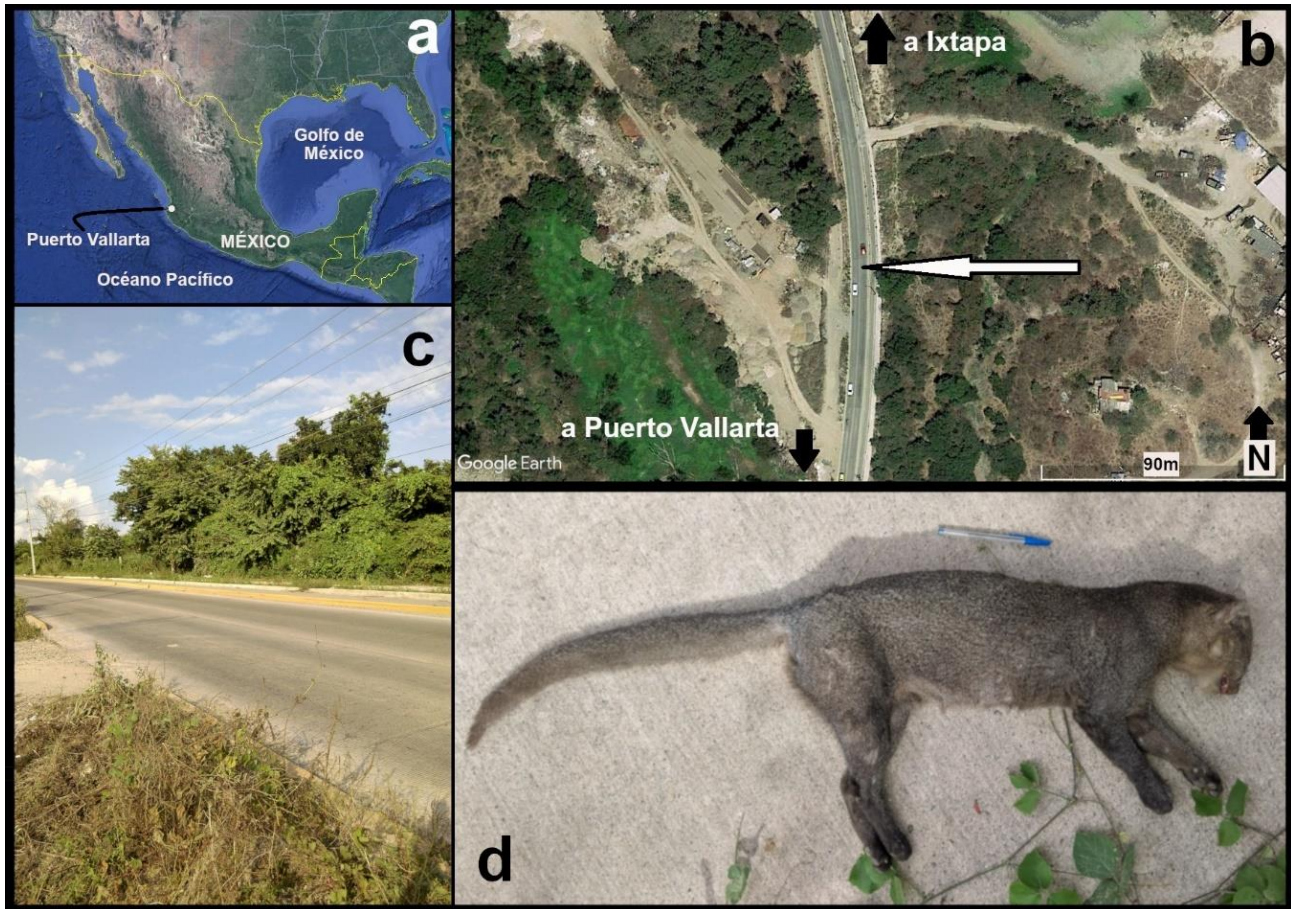 a
Golfo de
México
Puerto Vallarta
MÉXICO
Océano Pacífico
b
a Ixtapa
a Puerto Vallarta
Google Earth
90m
N
c
d